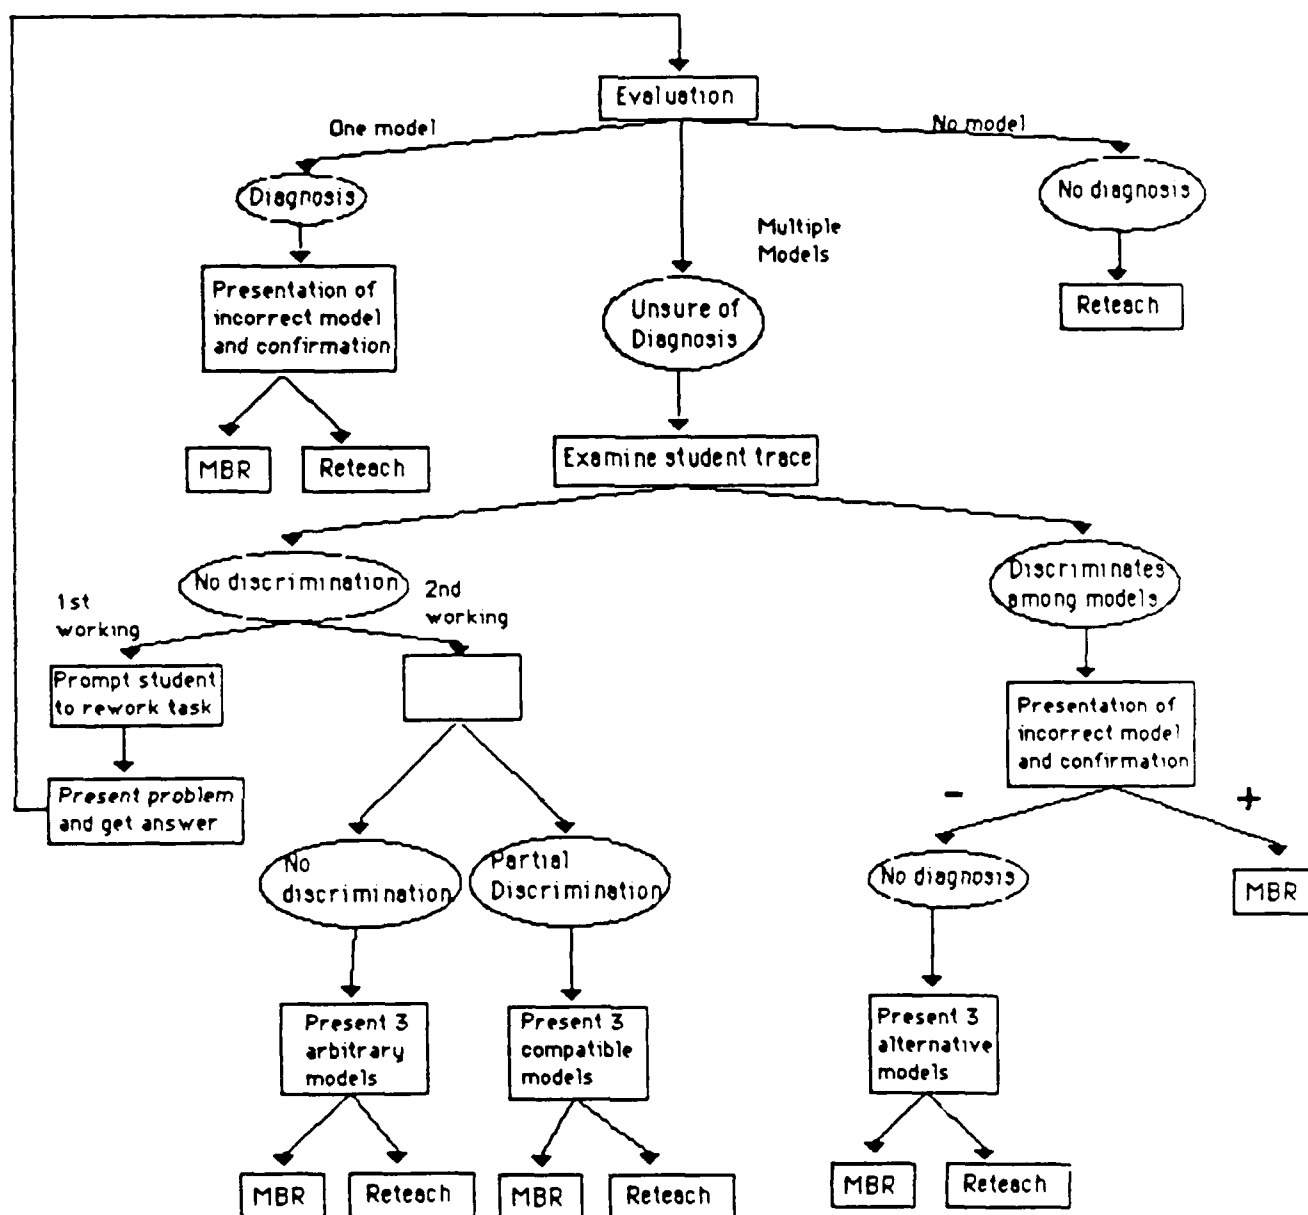 Evaluation
One model
No model
Diagnosis
No diagnosis
Multiple
Models
Presentation of
incorrect model
and confirmation
Unsure of
Diagnosis
Reteach
MBR
Reteach
Examine student trace
No discrimination
Discriminates
among models
1st
working
2nd
working
Prompt student
to rework task
Presentation of
incorrect model
and confirmation
Present problem
and get answer
-
+
No
discrimination
Partial
Discrimination
No diagnosis
MBR
Present 3
arbitrary
models
Present 3
compatible
models
Present 3
alternative
models
MBR
Reteach
MBR
Reteach
MBR
Reteach